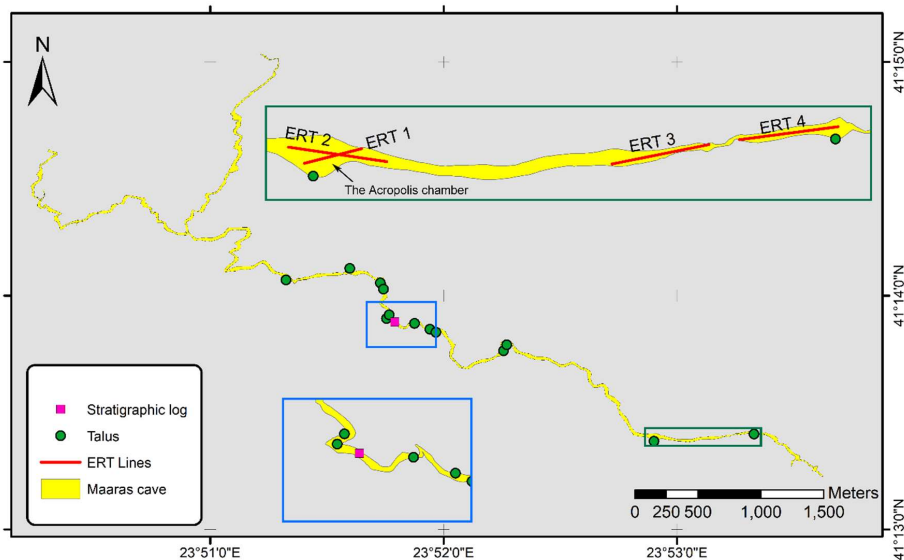 N
41°15'0"N
ERT 2
ERT 1
ERT 3
ERT 4
The Acropolis chamber
41°14'0"N
Stratigraphic log
Talus
ERT Lines
Maaras cave
Meters
0 250 500 1,000 1,500
41°13'0"N
23°51'0"E
23°52'0"E
23°53'0"E